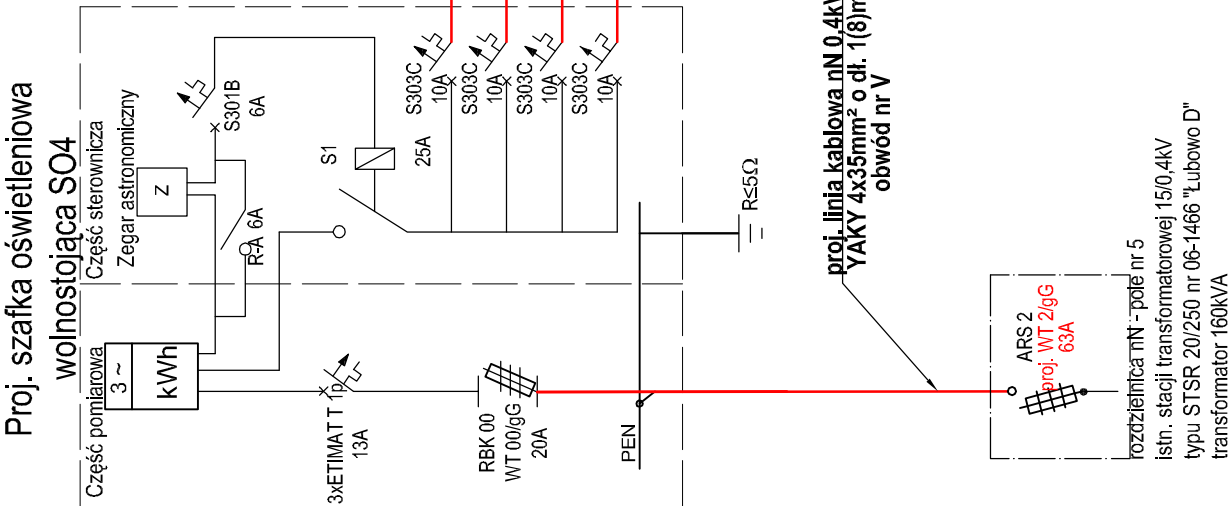 Proj. szafka oświetleniowa
wolnostojąca SO4
Część sterownicza
Zegar astronomiczny
Z
S301B
6A
R-A 6A
S1
25A
S303C
10A
S303C
10A
S303C
10A
S303C
10A
Część pomiarowa
3 ~
kWh
3xETIMAT T 1p
13A
RBK 00
WT 00/gG
20A
PEN
R≤5Ω
proj. linia kablowa nN 0,4kV
YAKY 4x35mm² o dł. 1(8)m
obwód nr V
ARS 2
proj. WT 2/gG
63A
rozdzielnica nN - pole nr 5
istn. stacji transformatorowej 15/0,4kV
typu STSR 20/250 nr 06-1466 "Łubowo D"
transformator 160kVA